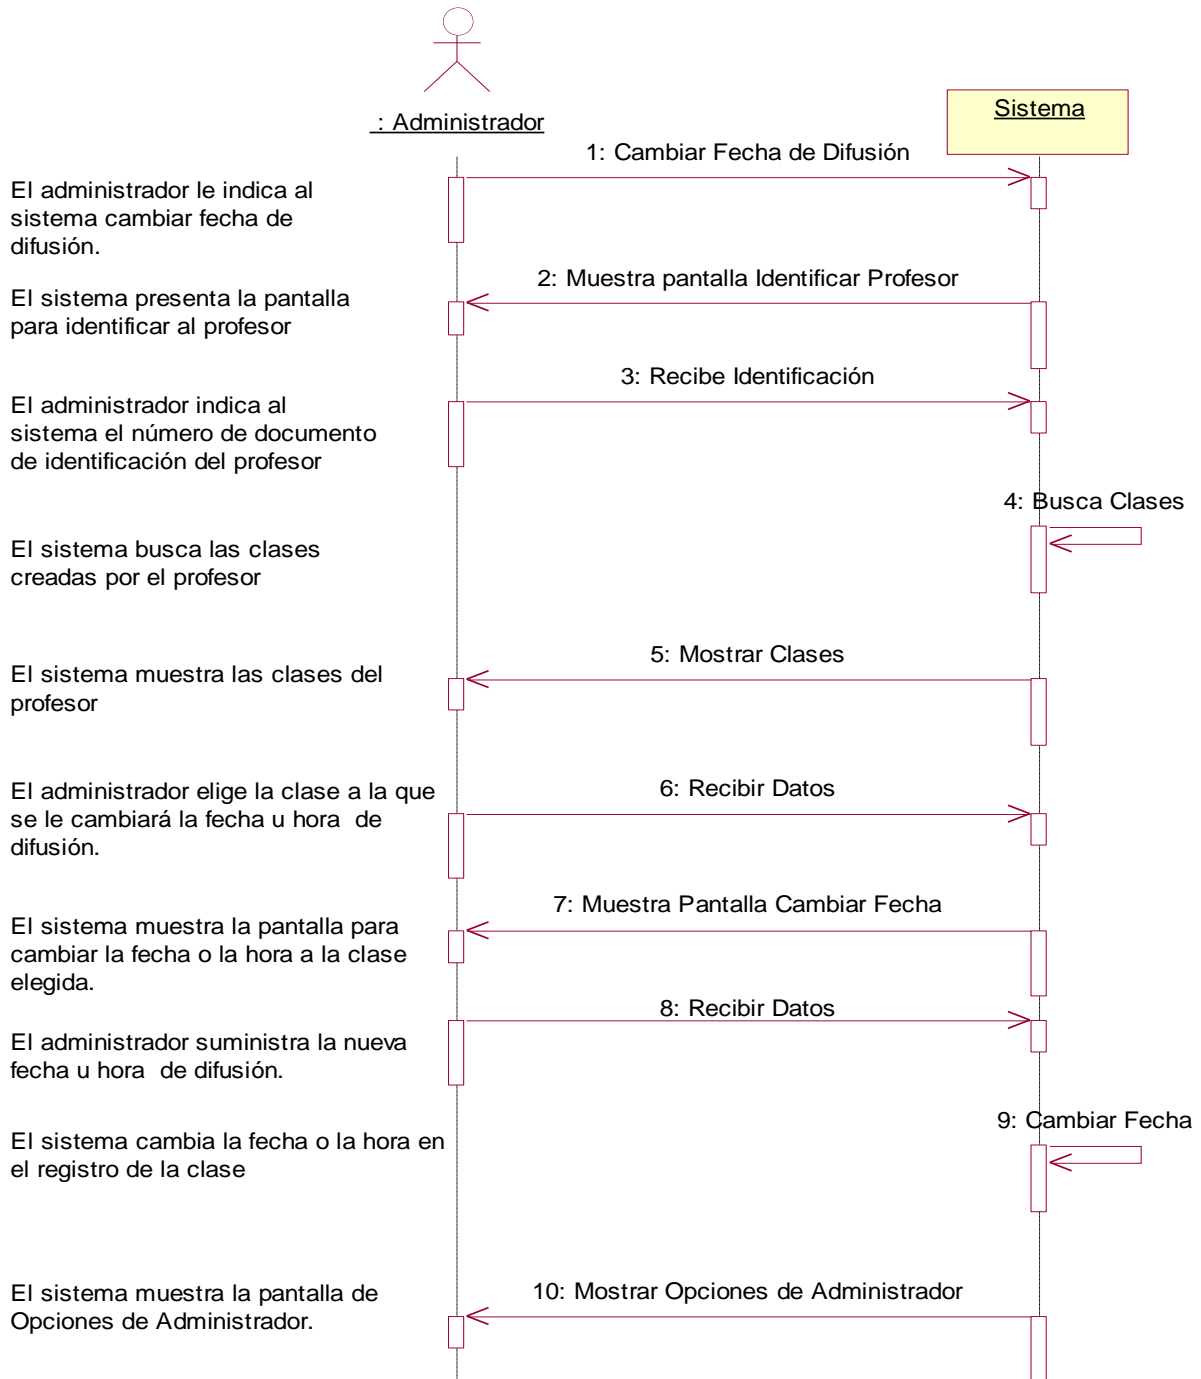 : Administrador
Sistema
1: Cambiar Fecha de Difusión
El administrador le indica al
sistema cambiar fecha de
difusión.
2: Muestra pantalla Identificar Profesor
El sistema presenta la pantalla
para identificar al profesor
3: Recibe Identificación
El administrador indica al
sistema el número de documento
de identificación del profesor
4: Busca Clases
El sistema busca las clases
creadas por el profesor
5: Mostrar Clases
El sistema muestra las clases del
profesor
6: Recibir Datos
El administrador elige la clase a la que
se le cambiará la fecha u hora  de
difusión.
7: Muestra Pantalla Cambiar Fecha
El sistema muestra la pantalla para
cambiar la fecha o la hora a la clase
elegida.
8: Recibir Datos
El administrador suministra la nueva
fecha u hora  de difusión.
9: Cambiar Fecha
El sistema cambia la fecha o la hora en
el registro de la clase
10: Mostrar Opciones de Administrador
El sistema muestra la pantalla de
Opciones de Administrador.